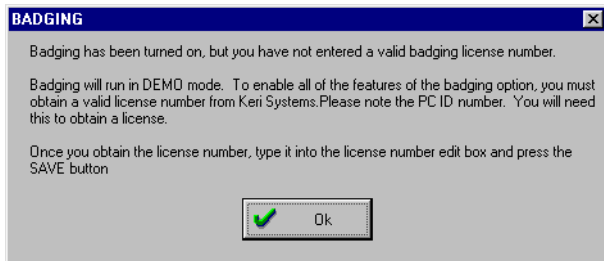 BADGING
Badging has been turned on, but you have not entered a valid badging license number.
Badging will run in DEMO mode.  To enable all of the features of the badging option, you must
obtain a valid license number from Keri Systems.Please note the PC ID number.  You will need
this to obtain a license.
Once you obtain the license number, type it into the license number edit box and press the
SAVE button
Ok